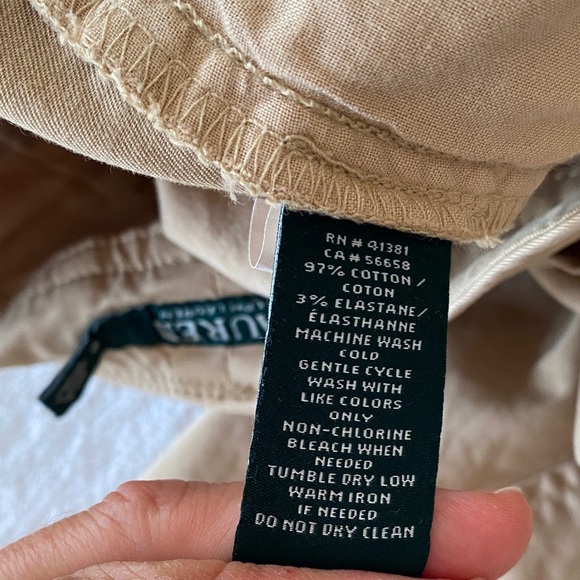 RN # 41381
CA # 56658
97% COTTON /
COTON
3% ELASTANE/
ÉLASTHANNE
MACHINE WASH
COLD
GENTLE CYCLE
WASH WITH
LIKE COLORS
ONLY
NON-CHLORINE
BLEACH WHEN
NEEDED
TUMBLE DRY LOW
WARM IRON
IF NEEDED
DO NOT DRY CLEAN
LAUREN